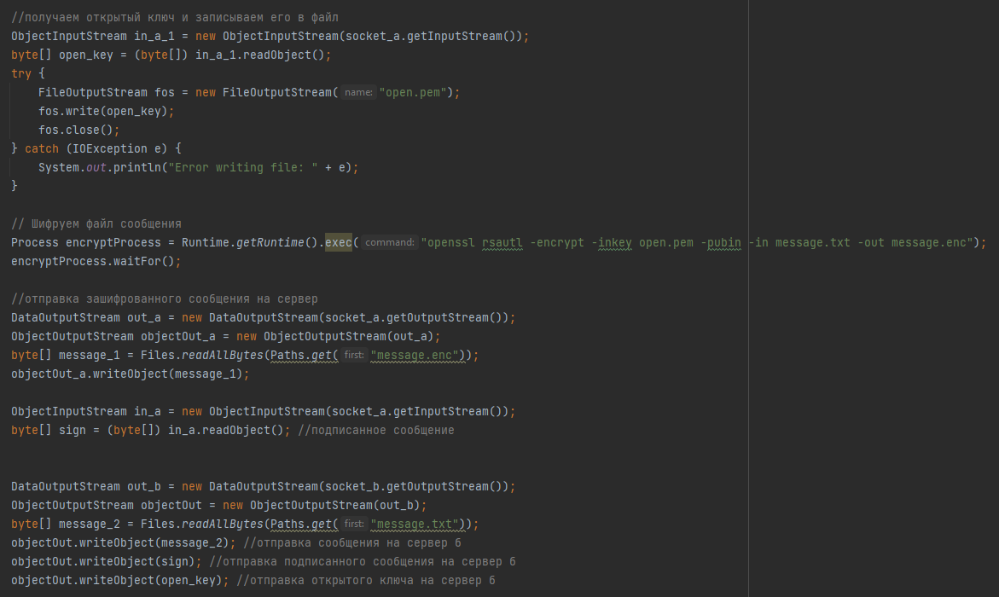 //получаем открытый ключ и записываем его в файл
ObjectInputStream in_a_1 = new ObjectInputStream(socket_a.getInputStream());
byte[] open_key = (byte[]) in_a_1.readObject();
try {
    FileOutputStream fos = new FileOutputStream( name: "open.pem");
    fos.write(open_key);
    fos.close();
} catch (IOException e) {
    System.out.println("Error writing file: " + e);
}
// Шифруем файл сообщения
Process encryptProcess = Runtime.getRuntime().exec( command: "openssl rsautl -encrypt -inkey open.pem -pubin -in message.txt -out message.enc");
encryptProcess.waitFor();
//отправка зашифрованного сообщения на сервер
DataOutputStream out_a = new DataOutputStream(socket_a.getOutputStream());
ObjectOutputStream objectOut_a = new ObjectOutputStream(out_a);
byte[] message_1 = Files.readAllBytes(Paths.get( first: "message.enc"));
objectOut_a.writeObject(message_1);
ObjectInputStream in_a = new ObjectInputStream(socket_a.getInputStream());
byte[] sign = (byte[]) in_a.readObject(); //подписанное сообщение
DataOutputStream out_b = new DataOutputStream(socket_b.getOutputStream());
ObjectOutputStream objectOut = new ObjectOutputStream(out_b);
byte[] message_2 = Files.readAllBytes(Paths.get( first: "message.txt"));
objectOut.writeObject(message_2); //отправка сообщения на сервер б
objectOut.writeObject(sign); //отправка подписанного сообщения на сервер б
objectOut.writeObject(open_key); //отправка открытого ключа на сервер б